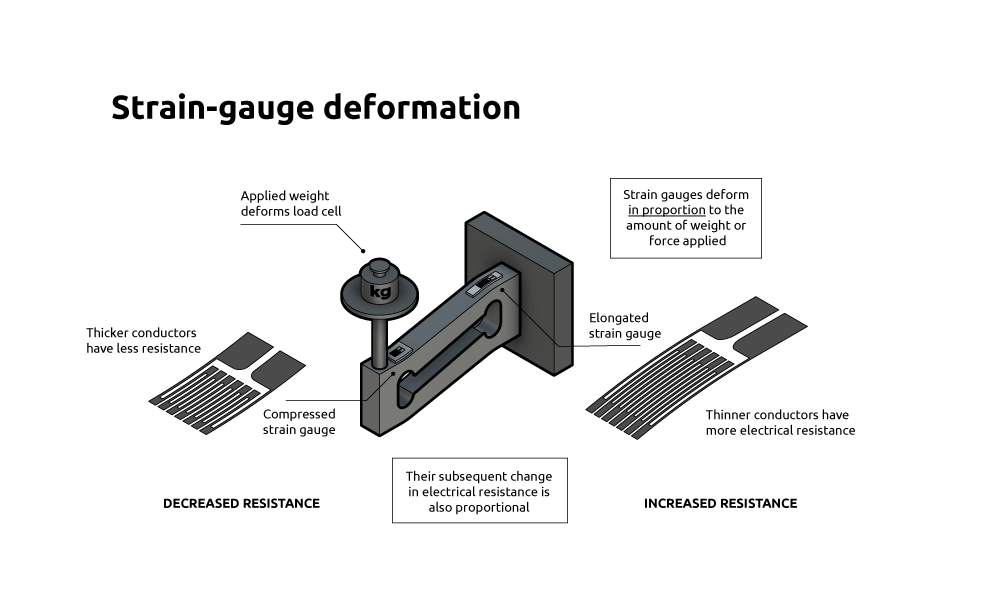 Strain-gauge deformation
Applied weight
deforms load cell
Strain gauges deform
in proportion to the
amount of weight or
force applied
kg
Elongated
strain gauge
Thicker conductors
have less resistance
Compressed
strain gauge
Thinner conductors have
more electrical resistance
Their subsequent change
in electrical resistance is
also proportional
DECREASED RESISTANCE
INCREASED RESISTANCE